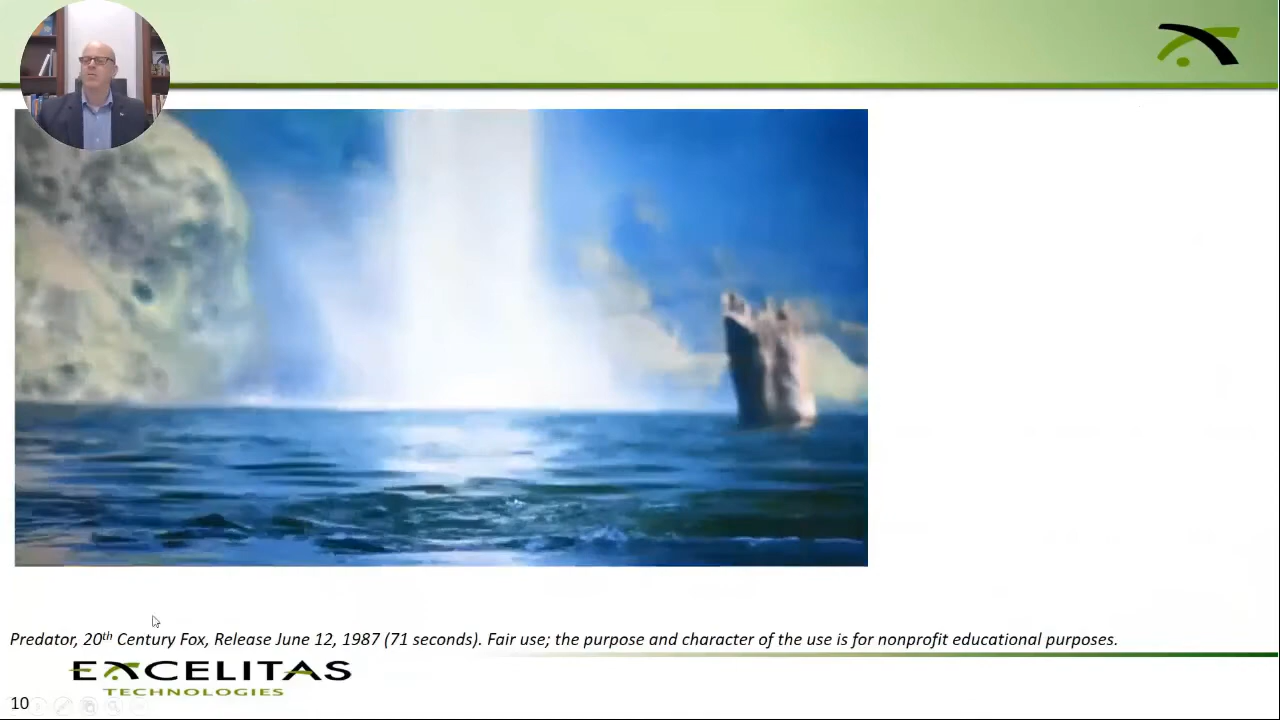 Predator, 20th Century Fox, Release June 12, 1987 (71 seconds). Fair use; the purpose and character of the use is for nonprofit educational purposes.
EXCELITAS
TECHNOLOGIES
10